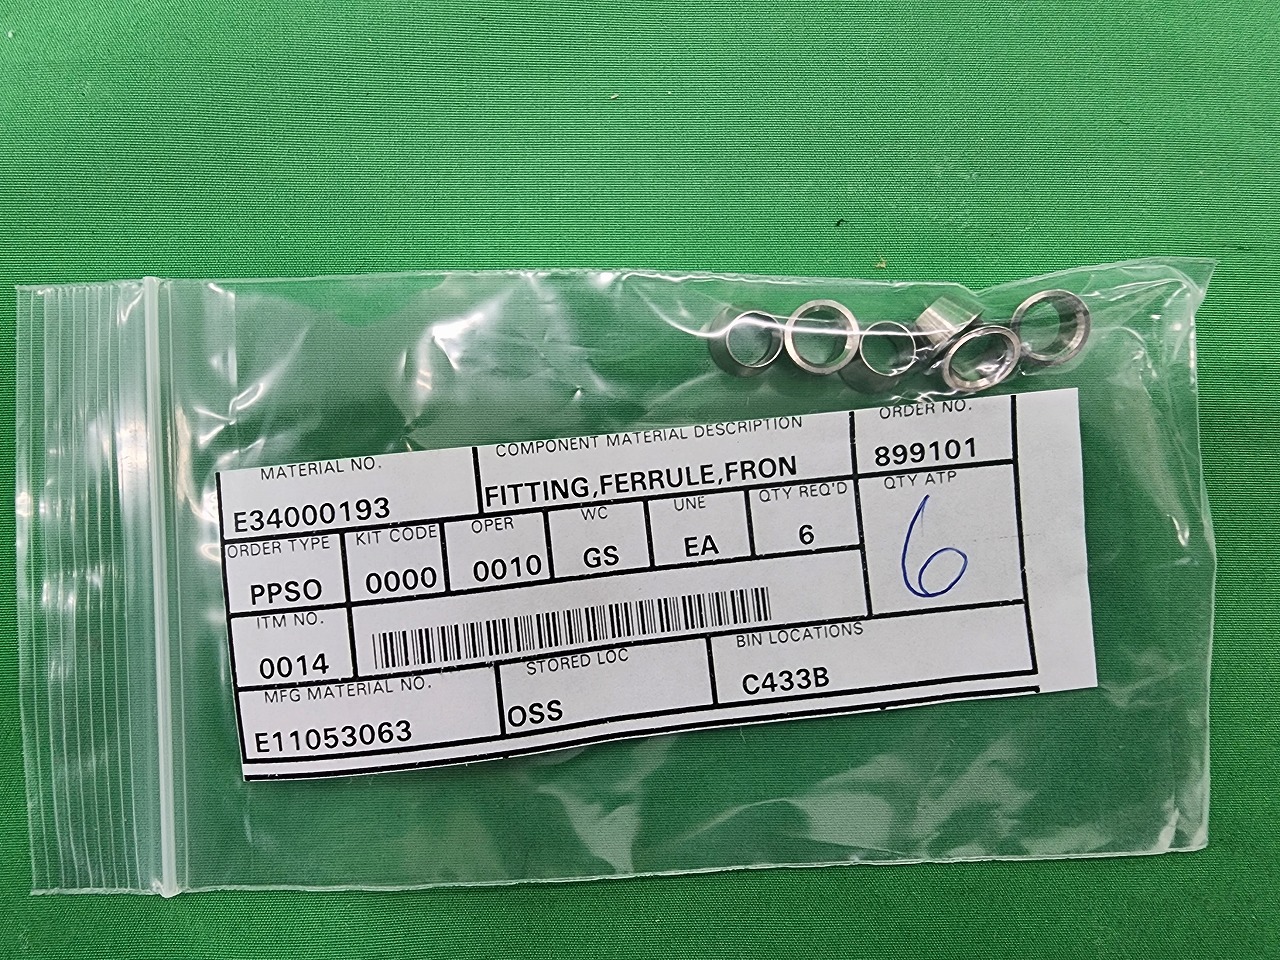 MATERIAL NO.
E34000193
COMPONENT MATERIAL DESCRIPTION
FITTING,FERRULE,FRON
ORDER NO.
899101
ORDER TYPE
PPSO
KIT CODE
0000
OPER
0010
WC
GS
UNE
EA
QTY REQ'D
6
QTY ATP
6
ITM NO.
0014
MFG MATERIAL NO.
E11053063
STORED LOC
OSS
BIN LOCATIONS
C433B